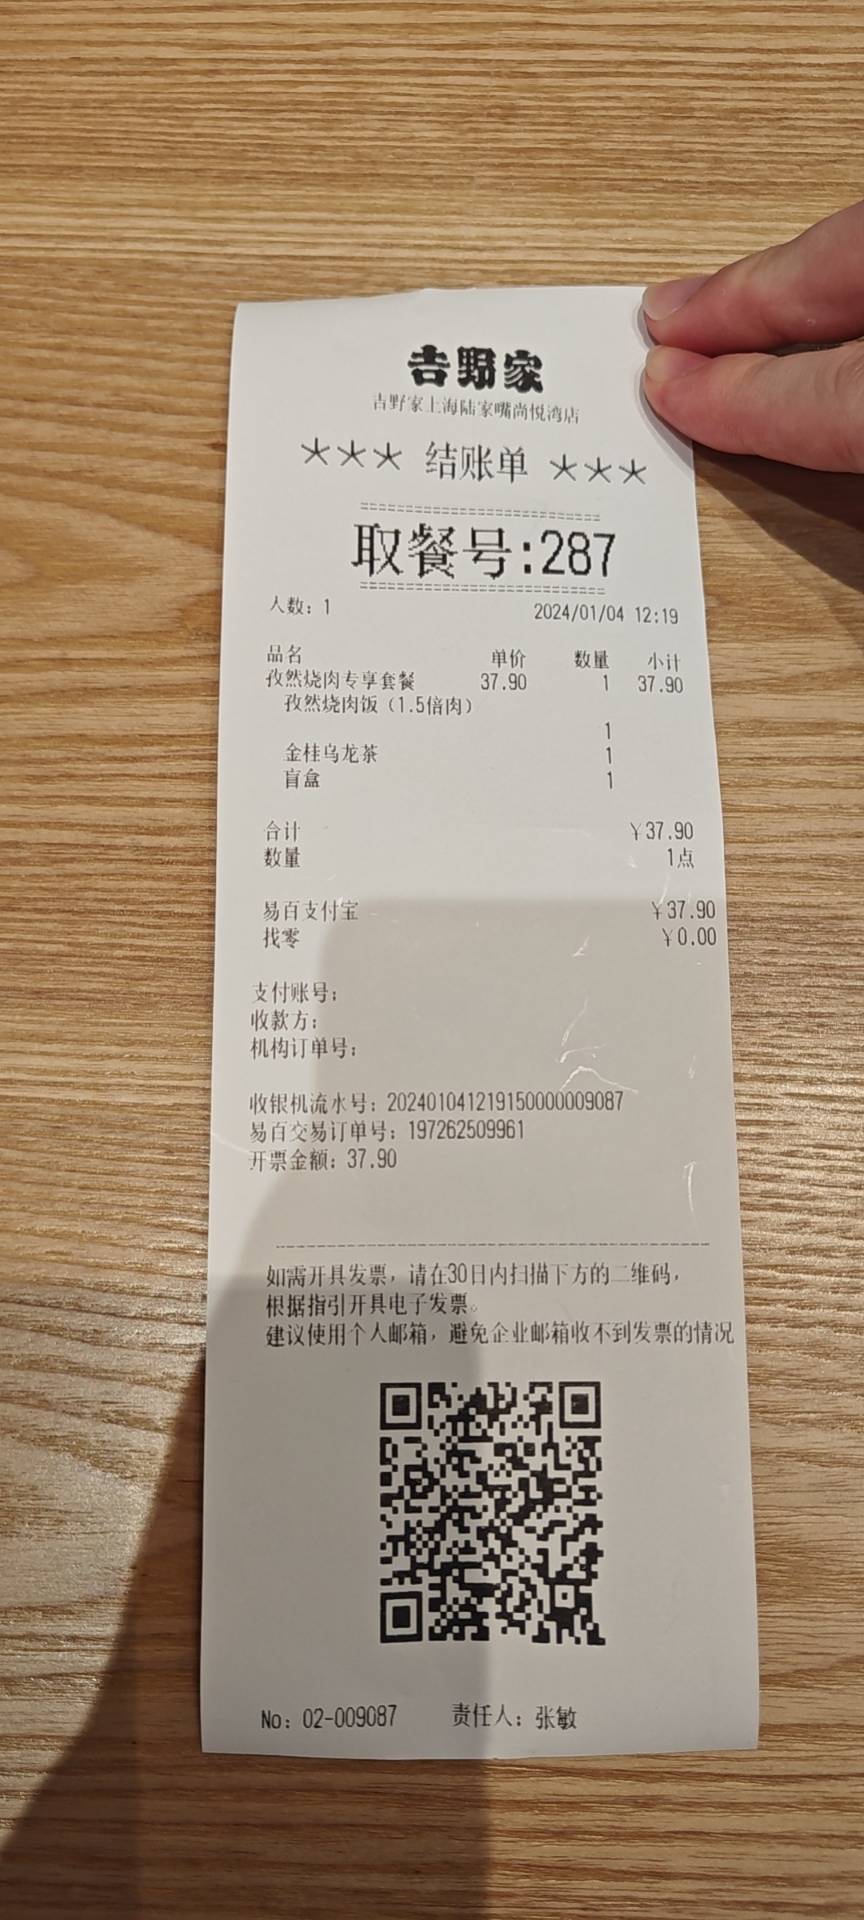 吉野家
吉野家上海陆家嘴尚悦湾店
*** 结账单 ***
==========================
取餐号:287
==========================
人数：1 2024/01/04 12:19
品名 单价 数量 小计
孜然烧肉专享套餐 37.90 1 37.90
孜然烧肉饭（1.5倍肉）
1
金桂乌龙茶 1
盲盒 1
合计 ￥37.90
数量 1点
易百支付宝 ￥37.90
找零 ￥0.00
支付账号：
收款方：
机构订单号：
收银机流水号：202401041219150000009087
易百交易订单号：197262509961
开票金额：37.90
如需开具发票，请在30日内扫描下方的二维码，
根据指引开具电子发票。
建议使用个人邮箱，避免企业邮箱收不到发票的情况
No：02-009087 责任人：张敏